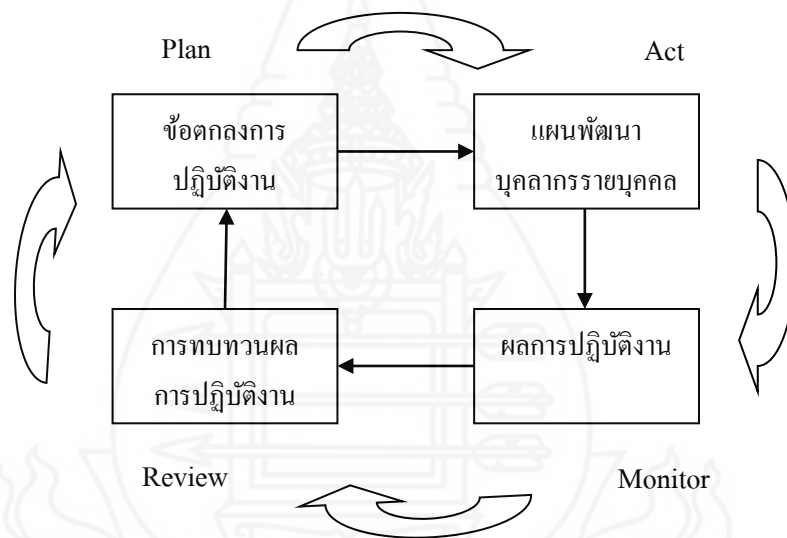 Plan
Act
ข้อตกลงการ
ปฏิบัติงาน
แผนพัฒนา
บุคลากรรายบุคคล
การทบทวนผล
การปฏิบัติงาน
ผลการปฏิบัติงาน
Review
Monitor